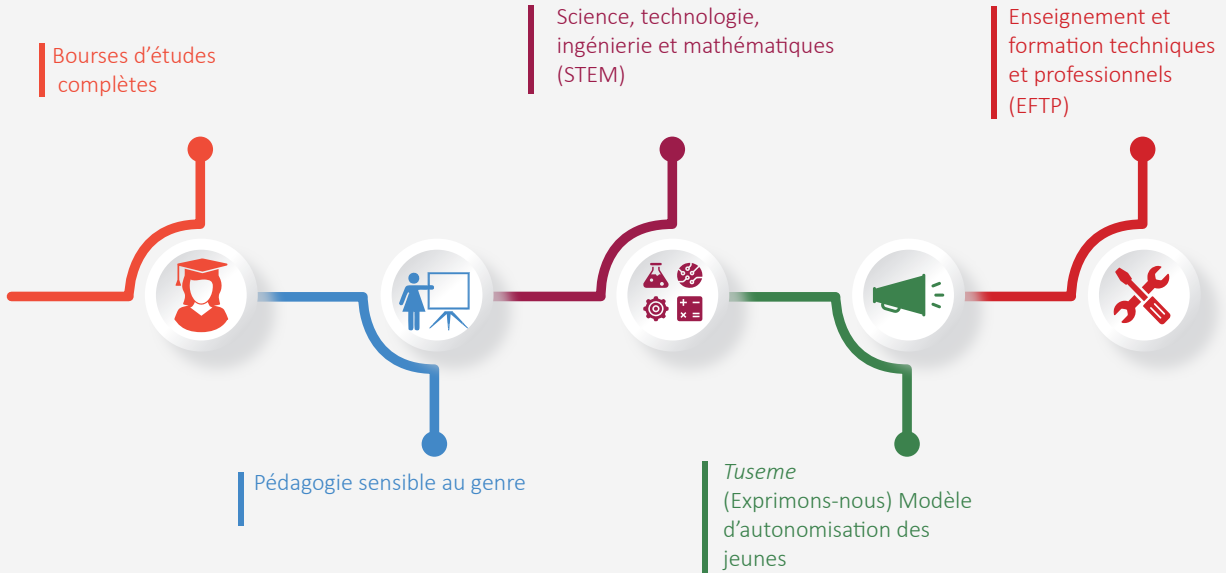 Bourses d’études
complètes
Pédagogie sensible au genre
Science, technologie,
ingénierie et mathématiques
(STEM)
Tuseme
(Exprimons-nous) Modèle
d’autonomisation des
jeunes
Enseignement et
formation techniques
et professionnels
(EFTP)